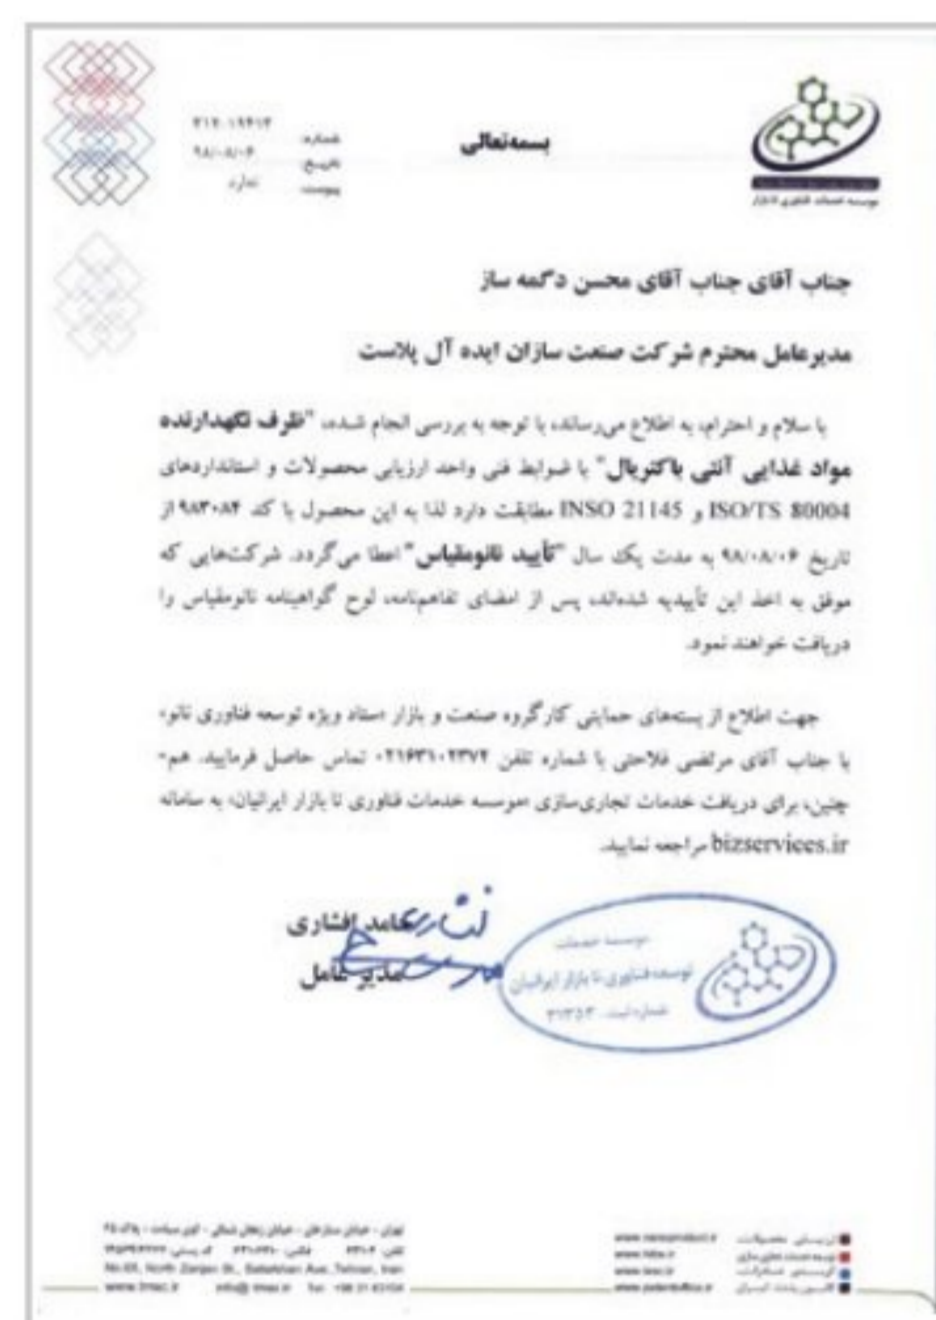 بسمه‌تعالی
شماره:
تاریخ: ۹۸/۰۸/۰۶
پیوست: ندارد
موسسه خدمات فناوری تا بازار
جناب آقای جناب آقای محسن دگمه ساز
مدیرعامل محترم شرکت صنعت سازان ایده آل پلاست
با سلام و احترام، به اطلاع می‌رساند، با توجه به بررسی انجام شده، "ظرف نگهدارنده
مواد غذایی آنتی باکتریال" با ضوابط فنی واحد ارزیابی محصولات و استانداردهای
ISO/TS 80004 و INSO 21145 مطابقت دارد لذا به این محصول با کد ۹۸۳۰۸۴ از
تاریخ ۹۸/۰۸/۰۶ به مدت یک سال "تأیید نانومقیاس" اعطا می‌گردد. شرکت‌هایی که
موفق به اخذ این تأییدیه شده‌اند، پس از امضای تفاهم‌نامه، لوح گواهینامه نانومقیاس را
دریافت خواهند نمود.
جهت اطلاع از بسته‌های حمایتی کارگروه صنعت و بازار «ستاد ویژه توسعه فناوری نانو»
با جناب آقای مرتضی فلاحتی با شماره تلفن ۰۲۱۶۳۱۰۲۳۷۲ تماس حاصل فرمایید. هم-
چنین، برای دریافت خدمات تجاری‌سازی «موسسه خدمات فناوری تا بازار ایرانیان» به سامانه
bizservices.ir مراجعه نمایید.
حامد افشاری
مدیر عامل
موسسه خدمات
توسعه فناوری تا بازار ایرانیان
شماره ثبت: ۳۱۳۵۳